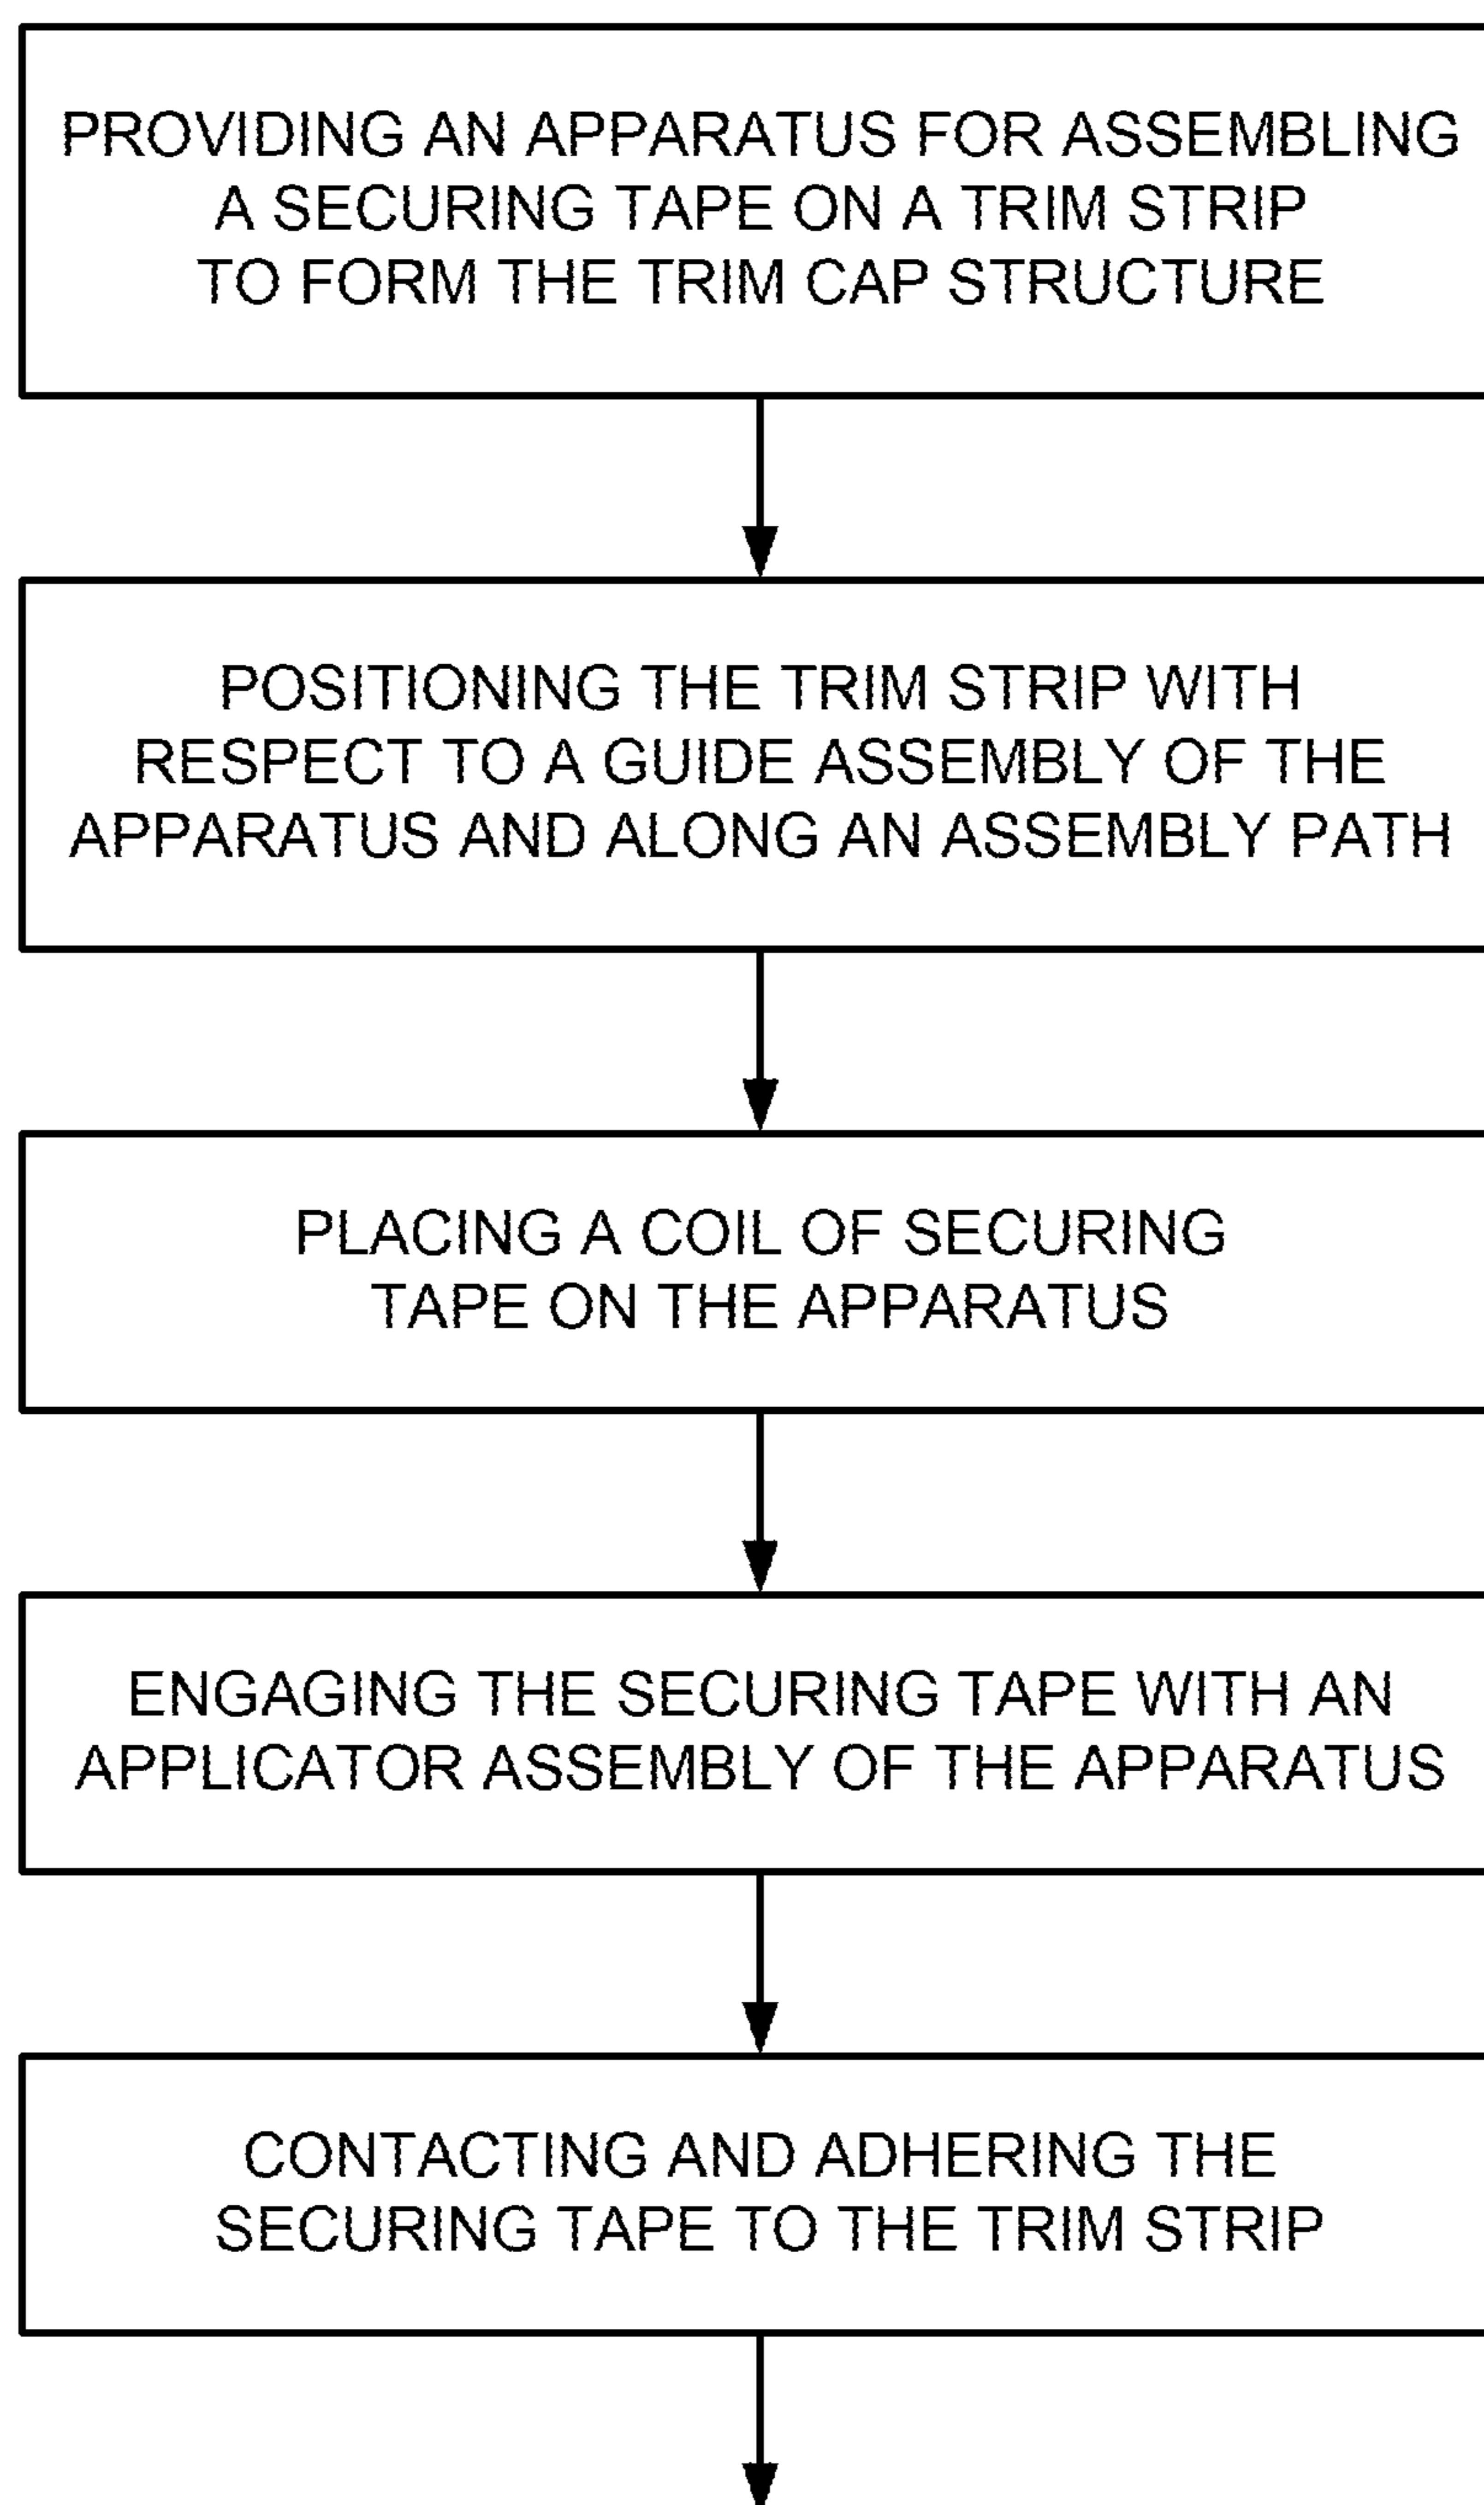 PROVIDING AN APPARATUS FOR ASSEMBLING
A SECURING TAPE ON A TRIM STRIP
TO FORM THE TRIM CAP STRUCTURE
POSITIONING THE TRIM STRIP WITH
RESPECT TO A GUIDE ASSEMBLY OF THE
APPARATUS AND ALONG AN ASSEMBLY PATH
PLACING A COIL OF SECURING
TAPE ON THE APPARATUS
ENGAGING THE SECURING TAPE WITH AN
APPLICATOR ASSEMBLY OF THE APPARATUS
CONTACTING AND ADHERING THE
SECURING TAPE TO THE TRIM STRIP